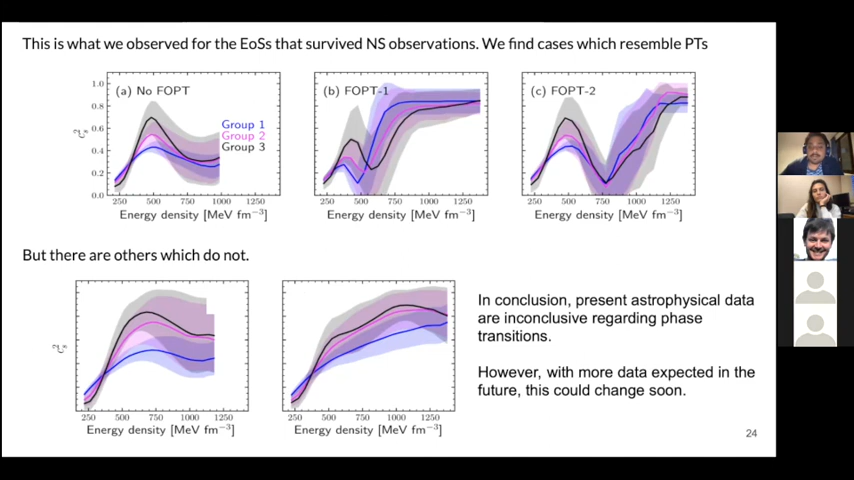 This is what we observed for the EoSs that survived NS observations. We find cases which resemble PTs
(a) No FOPT
(b) FOPT-1
(c) FOPT-2
Group 1
Group 2
Group 3
1.0
0.8
0.6
0.4
0.2
0.0
c_s^2
250 500 750 1000
250 500 750 1000 1250
250 500 750 1000 1250
Energy density [MeV fm⁻³]
Energy density [MeV fm⁻³]
Energy density [MeV fm⁻³]
But there are others which do not.
c_s^2
250 500 750 1000 1250
250 500 750 1000 1250
Energy density [MeV fm⁻³]
Energy density [MeV fm⁻³]
In conclusion, present astrophysical data
are inconclusive regarding phase
transitions.
However, with more data expected in the
future, this could change soon.
24